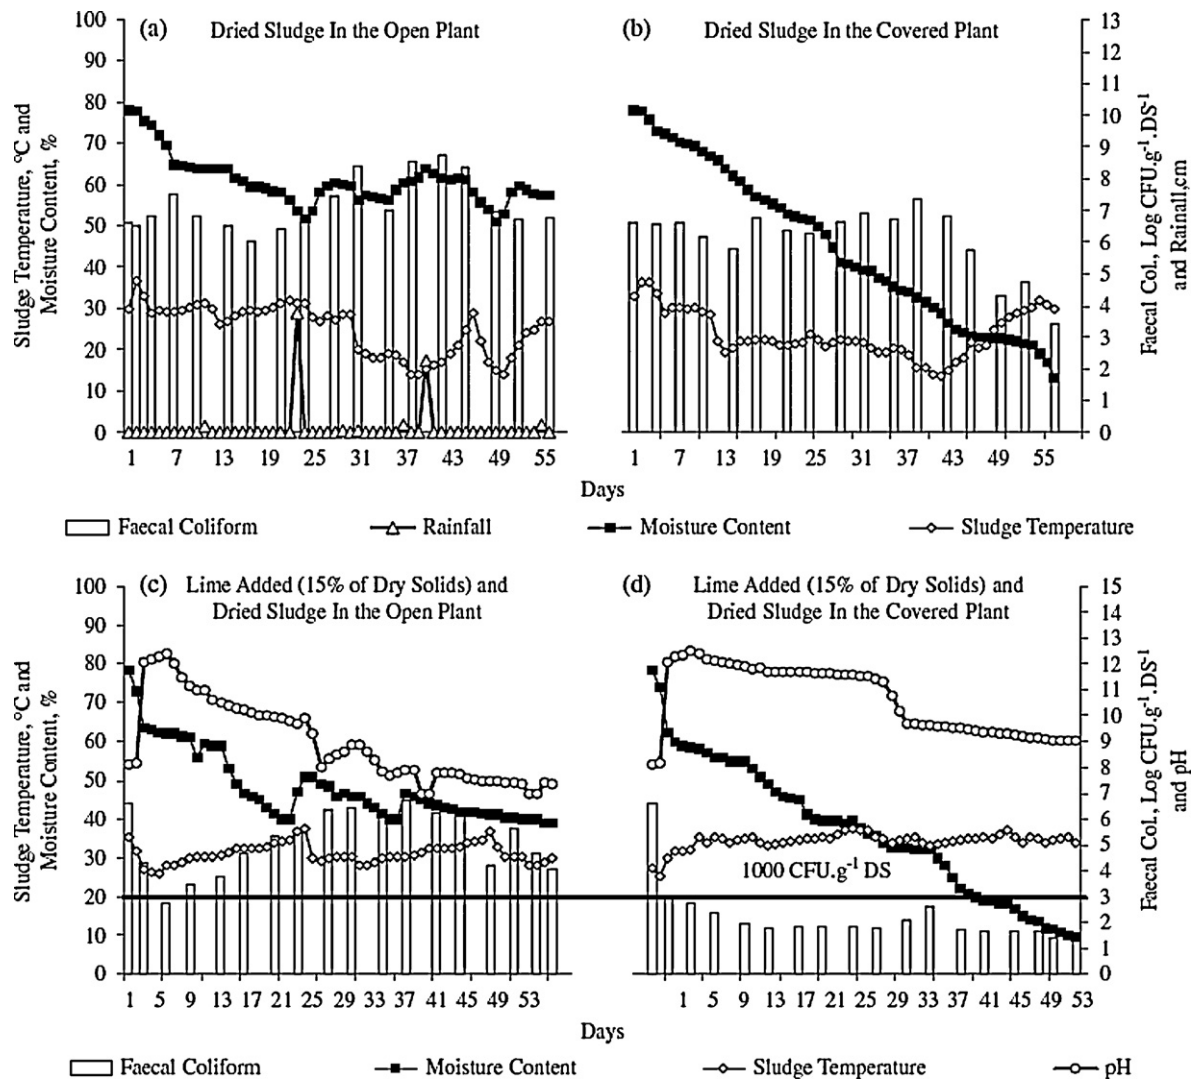 (a) Dried Sludge In the Open Plant
(b) Dried Sludge In the Covered Plant
Sludge Temperature, °C and
Moisture Content, %
100
90
80
70
60
50
40
30
20
10
0
1 7 13 19 25 31 37 43 49 55
1 7 13 19 25 31 37 43 49 55
13
12
11
10
9
8
7
6
5
4
3
2
1
0
Faecal Col., Log CFU.g⁻¹.DS⁻¹
and Rainfall,cm
Days
Faecal Coliform Rainfall Moisture Content Sludge Temperature
(c) Lime Added (15% of Dry Solids) and
Dried Sludge In the Open Plant
(d) Lime Added (15% of Dry Solids) and
Dried Sludge In the Covered Plant
Sludge Temperature, °C and
Moisture Content, %
100
90
80
70
60
50
40
30
20
10
0
1000 CFU.g⁻¹ DS
1 5 9 13 17 21 25 29 33 37 41 45 49 53
1 5 9 13 17 21 25 29 33 37 41 45 49 53
15
14
13
12
11
10
9
8
7
6
5
4
3
2
1
0
Faecal Col., Log CFU.g⁻¹.DS⁻¹
and pH
Days
Faecal Coliform Moisture Content Sludge Temperature pH